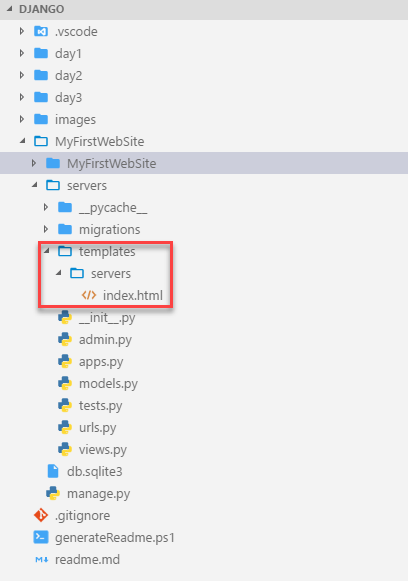 DJANGO
.vscode
day1
day2
day3
images
MyFirstWebSite
MyFirstWebSite
servers
__pycache__
migrations
templates
servers
index.html
__init__.py
admin.py
apps.py
models.py
tests.py
urls.py
views.py
db.sqlite3
manage.py
.gitignore
generateReadme.ps1
readme.md